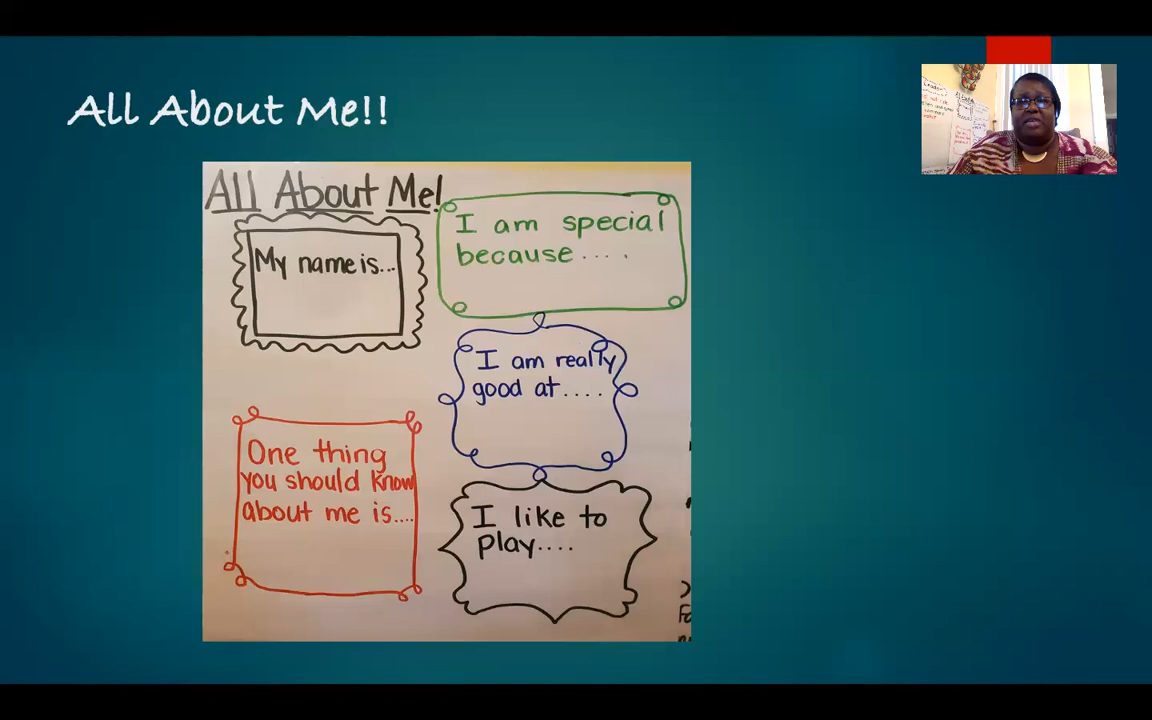 All About Me!!
All About Me!
My name is...
I am special
because ....
I am really
good at....
One thing
you should know
about me is....
I like to
play....